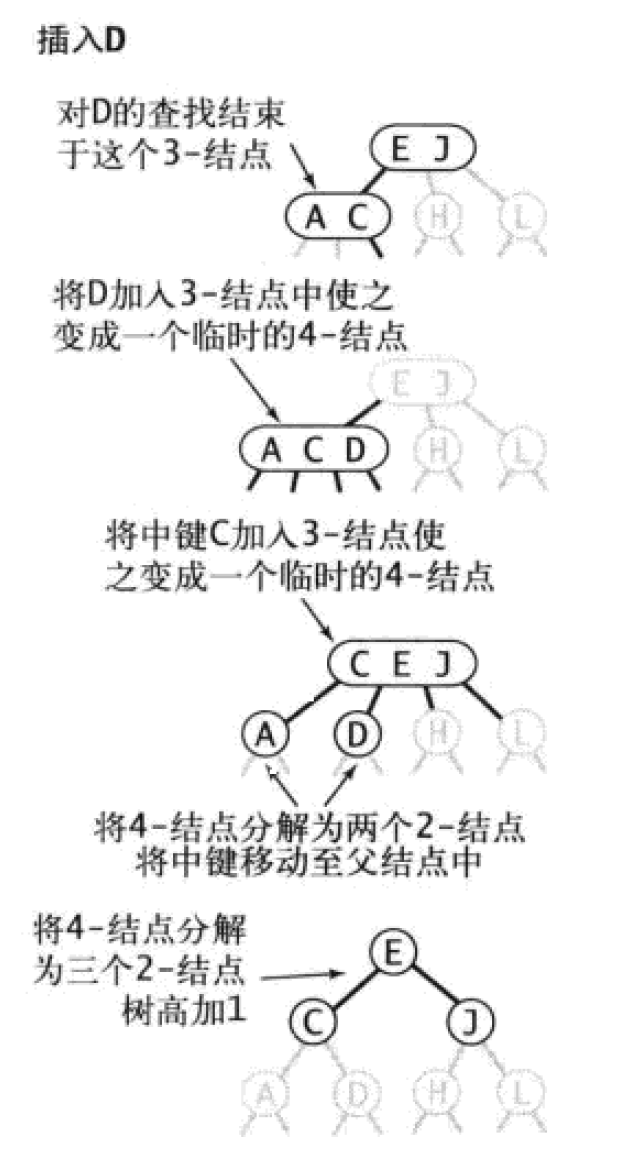 插入D
对D的查找结束
于这个3-结点
E J
A C
H
L
将D加入3-结点中使之
变成一个临时的4-结点
E J
A C D
H
L
将中键C加入3-结点使
之变成一个临时的4-结点
C E J
A
D
H
L
将4-结点分解为两个2-结点
将中键移动至父结点中
将4-结点分解
为三个2-结点
树高加1
E
C
J
A
D
H
L